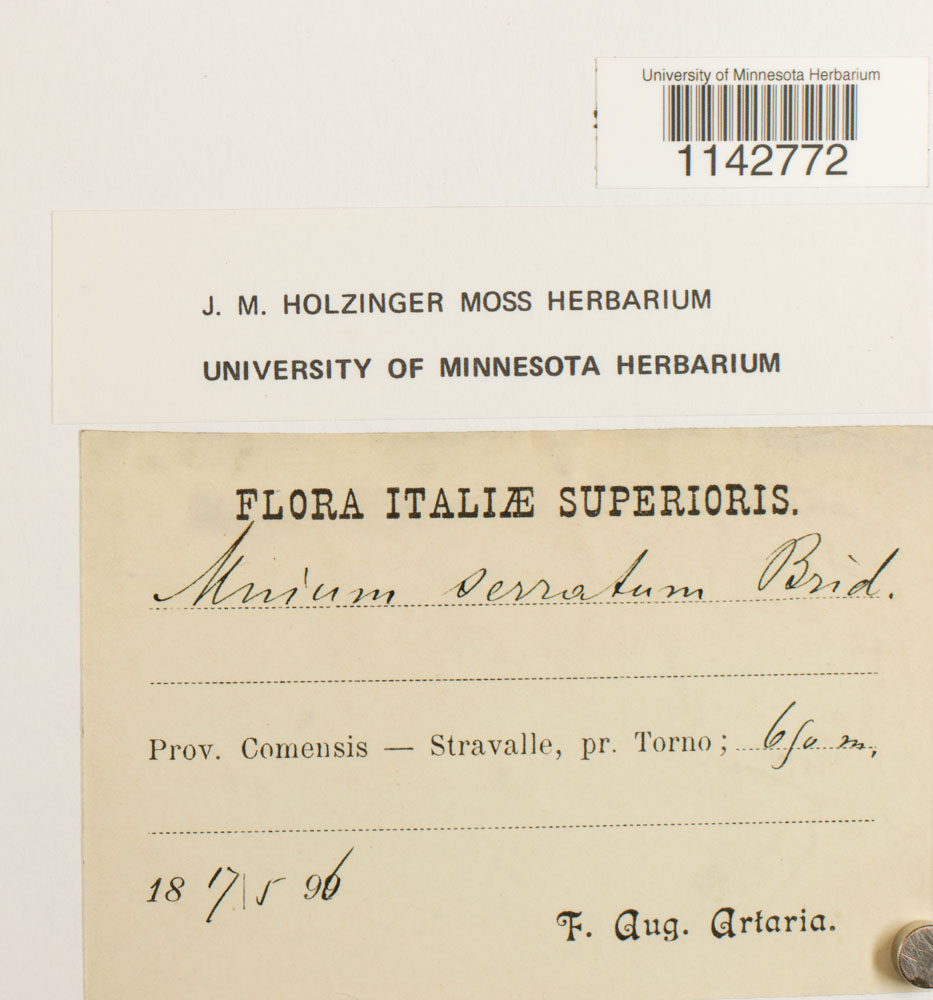 University of Minnesota Herbarium
1142772
J. M. HOLZINGER MOSS HERBARIUM
UNIVERSITY OF MINNESOTA HERBARIUM
FLORA ITALIÆ SUPERIORIS.
Mnium serratum Brid.
Prov. Comensis — Stravalle, pr. Torno; 650 m,
18 17|5 96
F. Aug. Artaria.